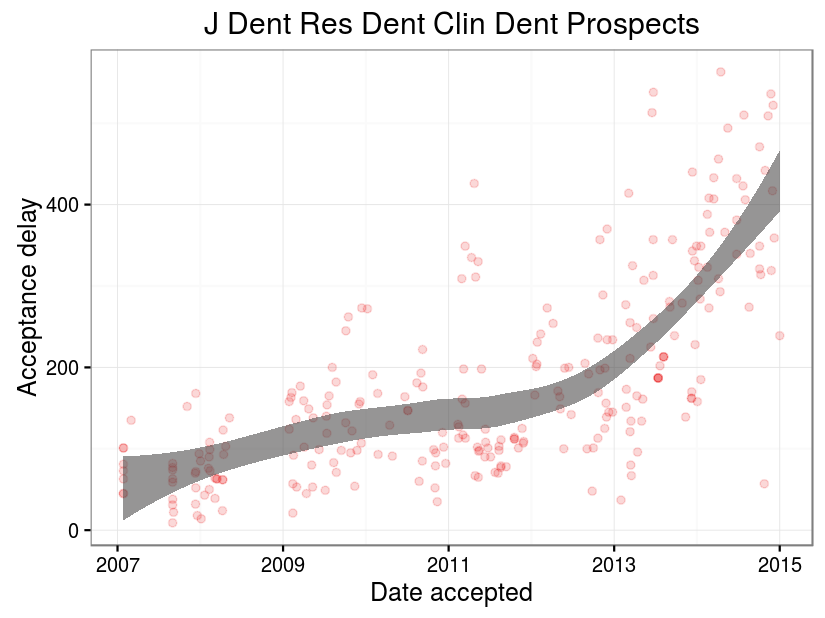 J Dent Res Dent Clin Dent Prospects
Acceptance delay
400
200
0
2007 2009 2011 2013 2015
Date accepted